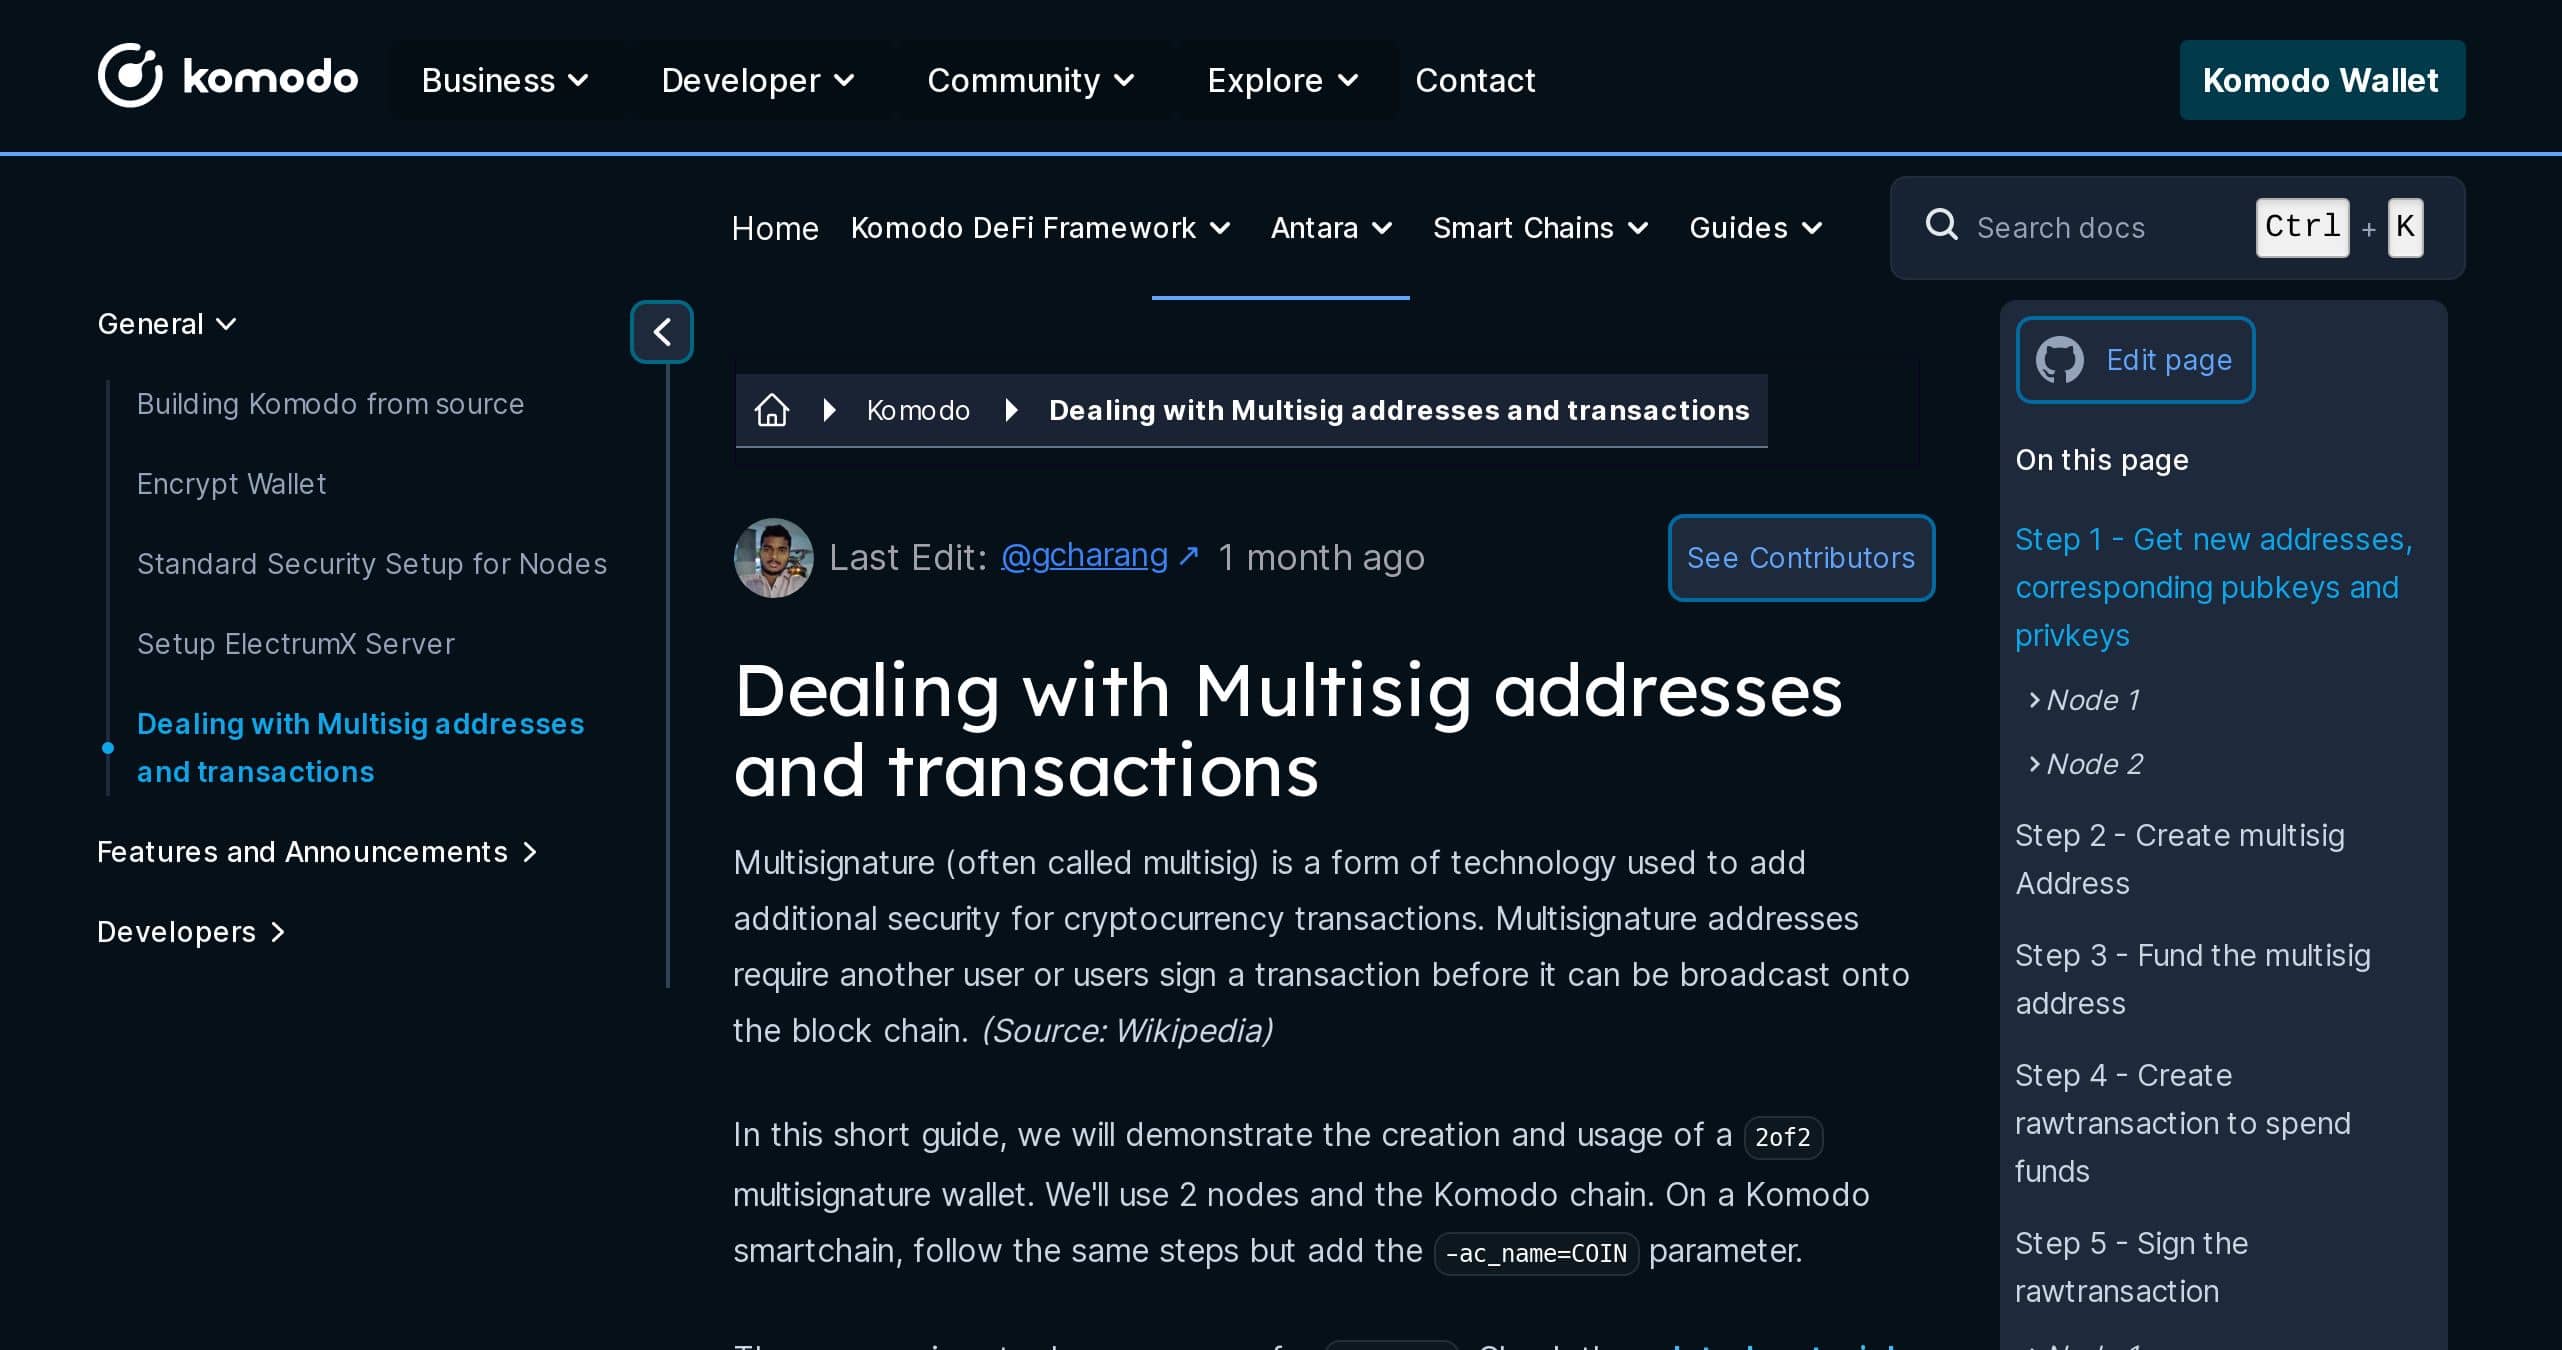 komodo
Business
Developer
Community
Explore
Contact
Komodo Wallet
Home
Komodo DeFi Framework
Antara
Smart Chains
Guides
Search docs
Ctrl + K
General
Building Komodo from source
Encrypt Wallet
Standard Security Setup for Nodes
Setup ElectrumX Server
Dealing with Multisig addresses
and transactions
Features and Announcements
Developers
Komodo
Dealing with Multisig addresses and transactions
Last Edit: @gcharang ↗ 1 month ago
See Contributors
Dealing with Multisig addresses
and transactions
Multisignature (often called multisig) is a form of technology used to add
additional security for cryptocurrency transactions. Multisignature addresses
require another user or users sign a transaction before it can be broadcast onto
the block chain. (Source: Wikipedia)
In this short guide, we will demonstrate the creation and usage of a 2of2
multisignature wallet. We'll use 2 nodes and the Komodo chain. On a Komodo
smartchain, follow the same steps but add the -ac_name=COIN parameter.
Edit page
On this page
Step 1 - Get new addresses,
corresponding pubkeys and
privkeys
Node 1
Node 2
Step 2 - Create multisig
Address
Step 3 - Fund the multisig
address
Step 4 - Create
rawtransaction to spend
funds
Step 5 - Sign the
rawtransaction